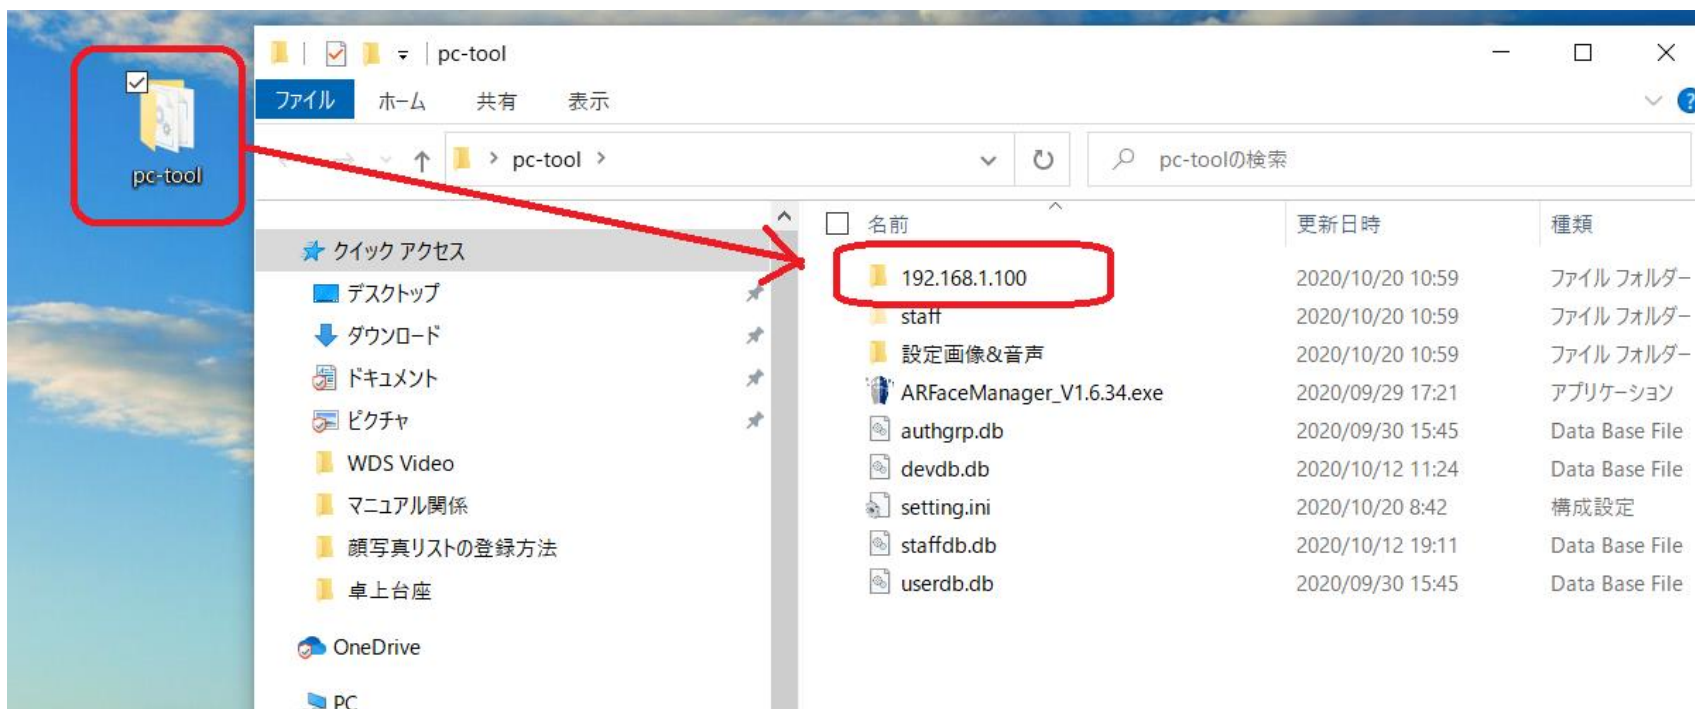 pc-tool
pc-tool
ファイル ホーム 共有 表示
pc-tool
pc-toolの検索
クイック アクセス
デスクトップ
ダウンロード
ドキュメント
ピクチャ
WDS Video
マニュアル関係
顔写真リストの登録方法
卓上台座
OneDrive
PC
名前 更新日時 種類
192.168.1.100 2020/10/20 10:59 ファイル フォルダー
staff 2020/10/20 10:59 ファイル フォルダー
設定画像&音声 2020/10/20 10:59 ファイル フォルダー
ARFaceManager_V1.6.34.exe 2020/09/29 17:21 アプリケーション
authgrp.db 2020/09/30 15:45 Data Base File
devdb.db 2020/10/12 11:24 Data Base File
setting.ini 2020/10/20 8:42 構成設定
staffdb.db 2020/10/12 19:11 Data Base File
userdb.db 2020/09/30 15:45 Data Base File